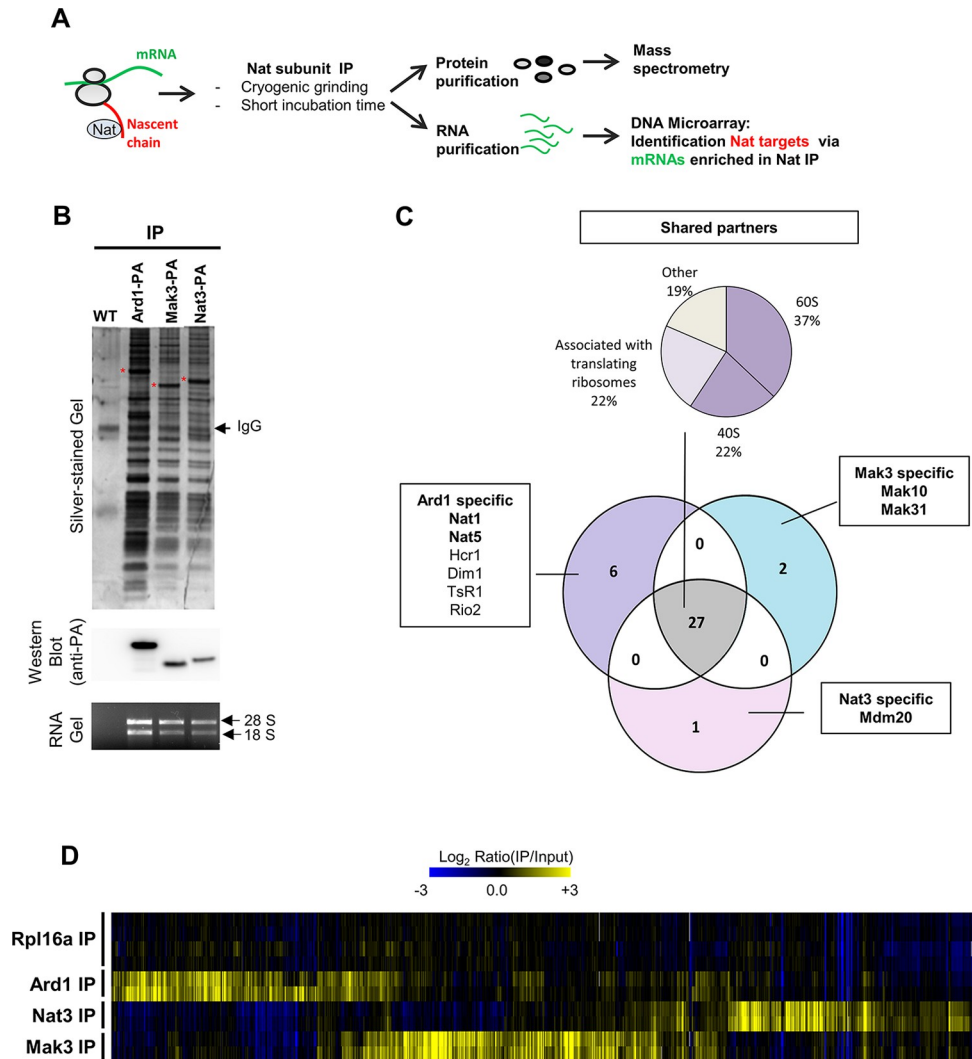 A
mRNA
Nat
Nascent
chain
Nat subunit IP
- Cryogenic grinding
- Short incubation time
Protein
purification
Mass
spectrometry
RNA
purification
DNA Microarray:
Identification Nat targets via
mRNAs enriched in Nat IP
B
IP
WT
Ard1-PA
Mak3-PA
Nat3-PA
*
*
*
Silver-stained Gel
IgG
Western
Blot
(anti-PA)
RNA
Gel
28 S
18 S
C
Shared partners
Other
19%
60S
37%
Associated with
translating
ribosomes
22%
40S
22%
Ard1 specific
Nat1
Nat5
Hcr1
Dim1
TsR1
Rio2
Mak3 specific
Mak10
Mak31
0
6
2
27
0
0
1
Nat3 specific
Mdm20
D
Log2 Ratio(IP/Input)
-3
0.0
+3
Rpl16a IP
Ard1 IP
Nat3 IP
Mak3 IP